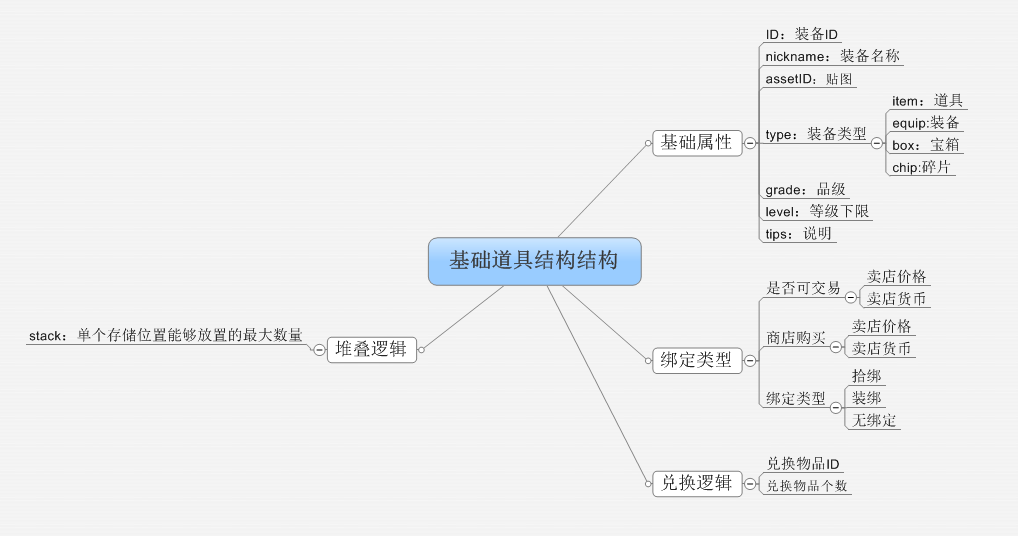 基础道具结构结构
基础属性
ID：装备ID
nickname：装备名称
assetID：贴图
type：装备类型
item：道具
equip:装备
box：宝箱
chip:碎片
grade：品级
level：等级下限
tips：说明
绑定类型
是否可交易
卖店价格
卖店货币
商店购买
卖店价格
卖店货币
绑定类型
拾绑
装绑
无绑定
兑换逻辑
兑换物品ID
兑换物品个数
堆叠逻辑
stack：单个存储位置能够放置的最大数量